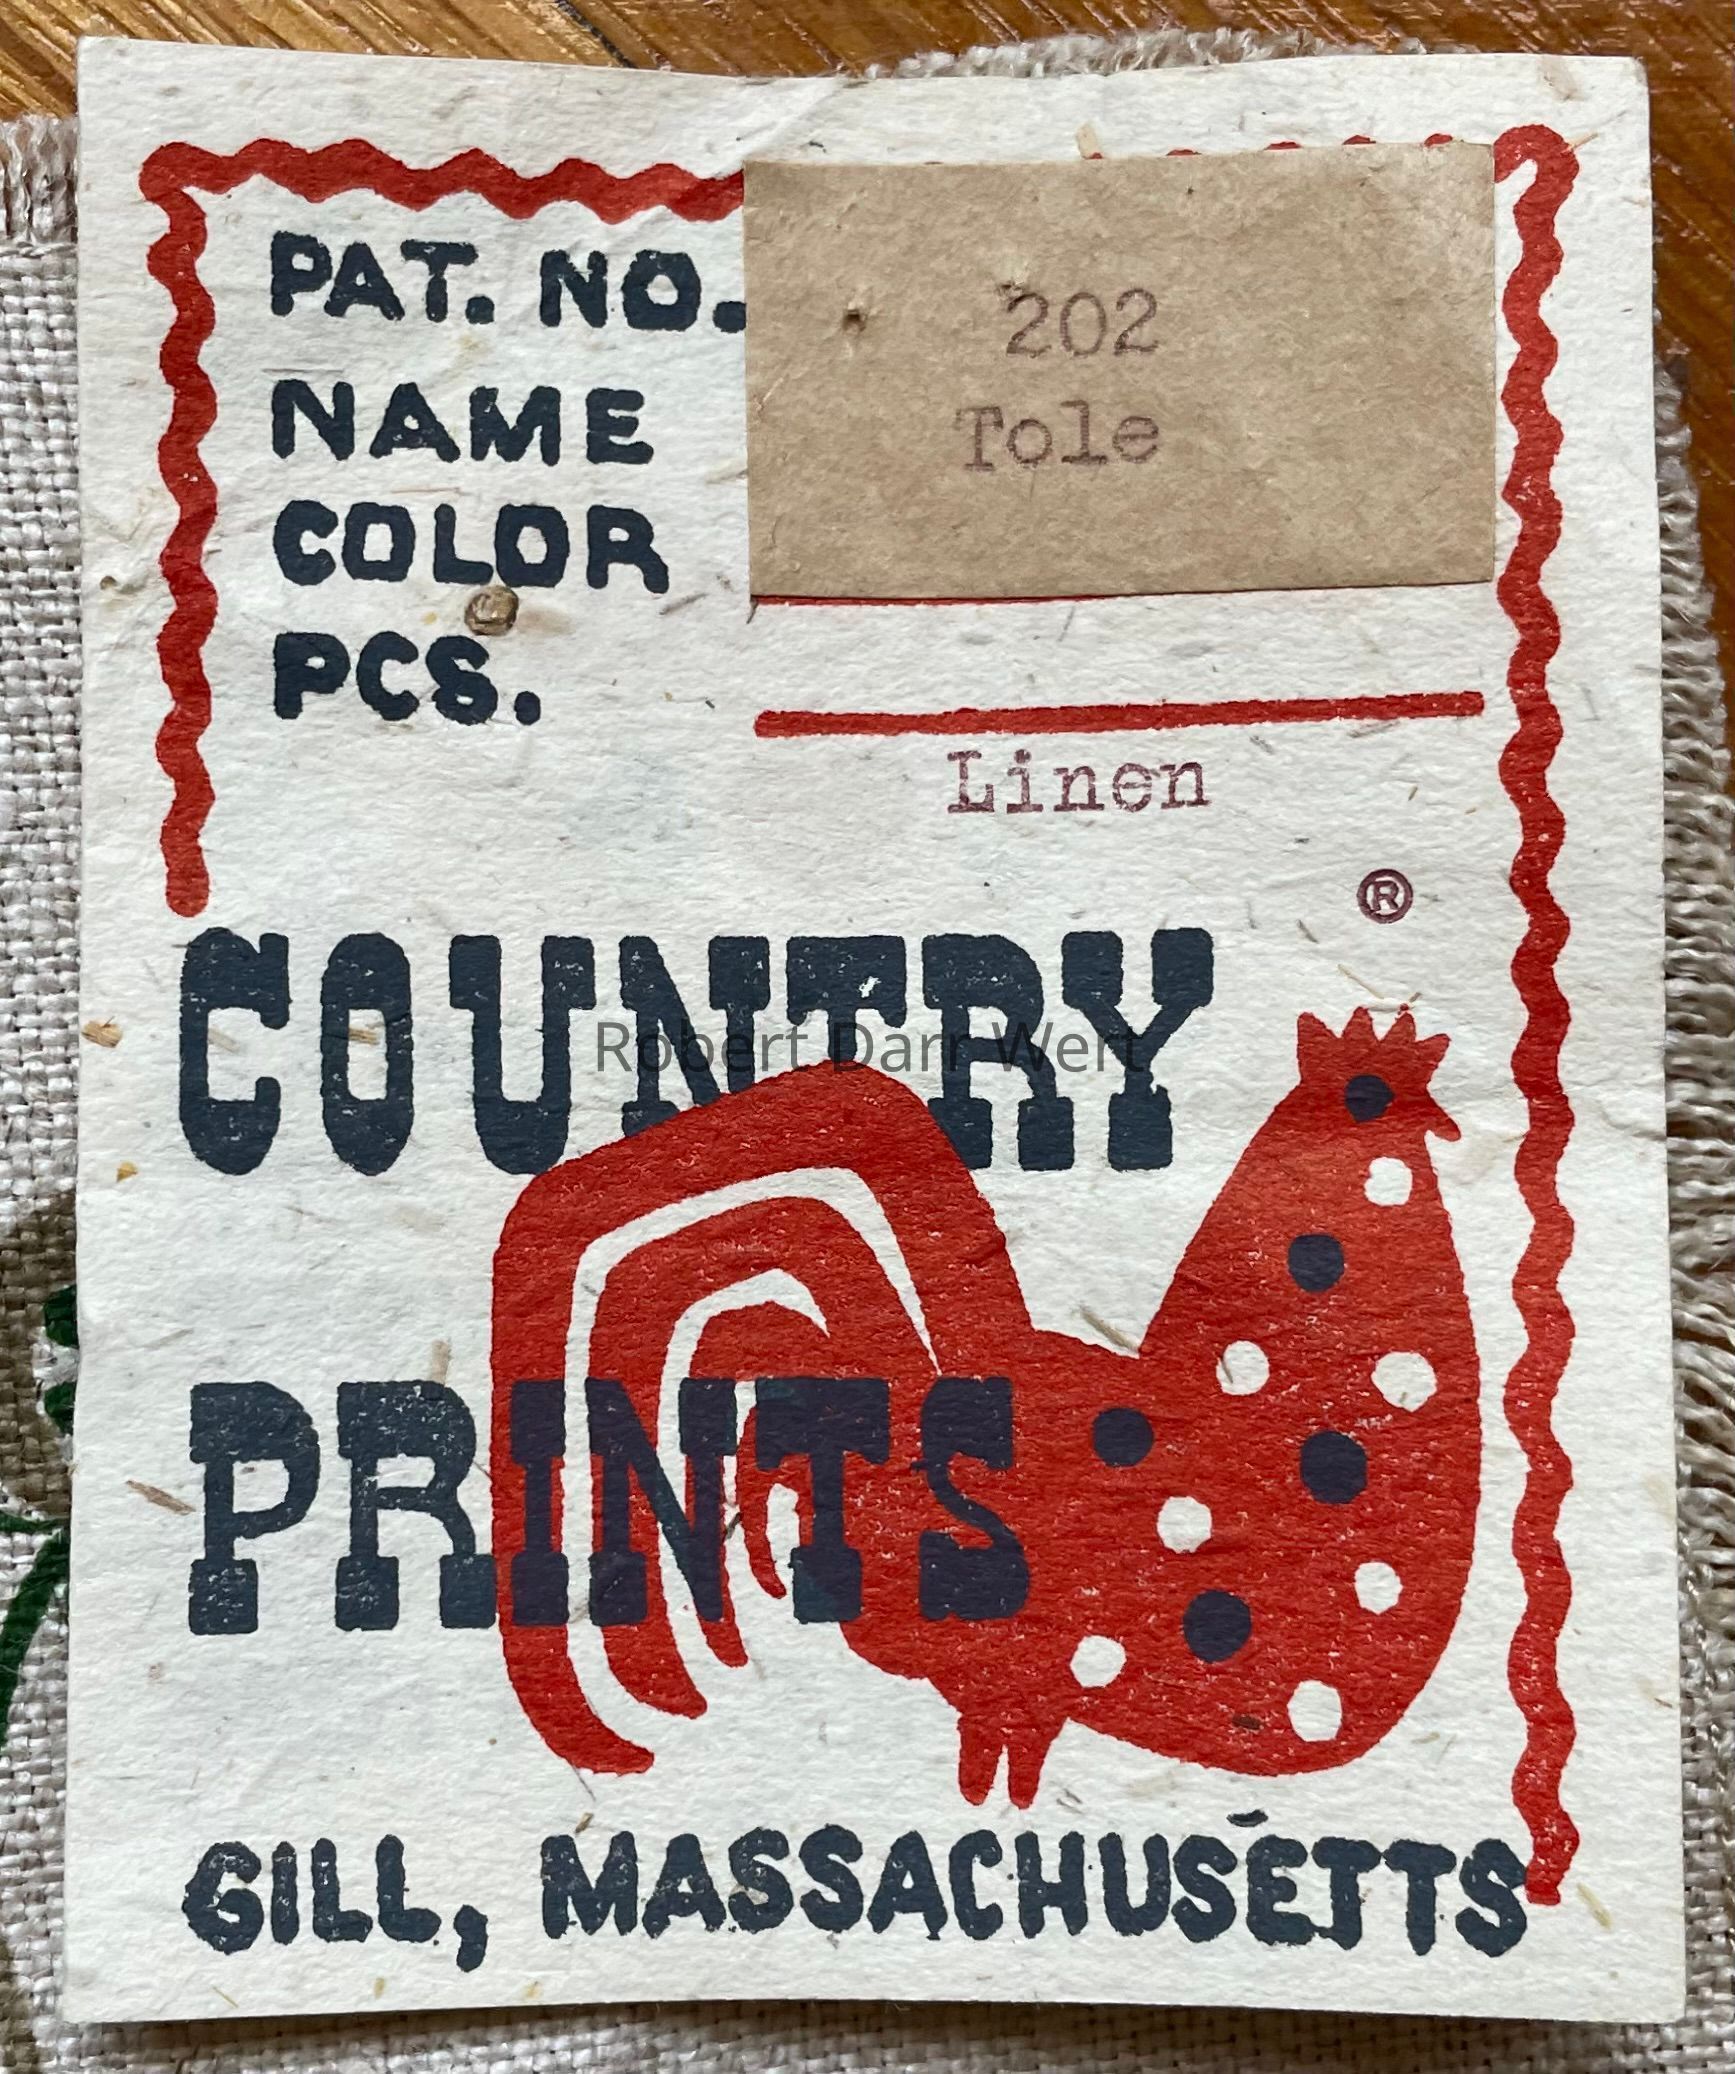 PAT. NO. 202
NAME Tole
COLOR
PCS.
Linen
®
COUNTRY
Robert Darr Wert
PRINTS
GILL, MASSACHUSETTS